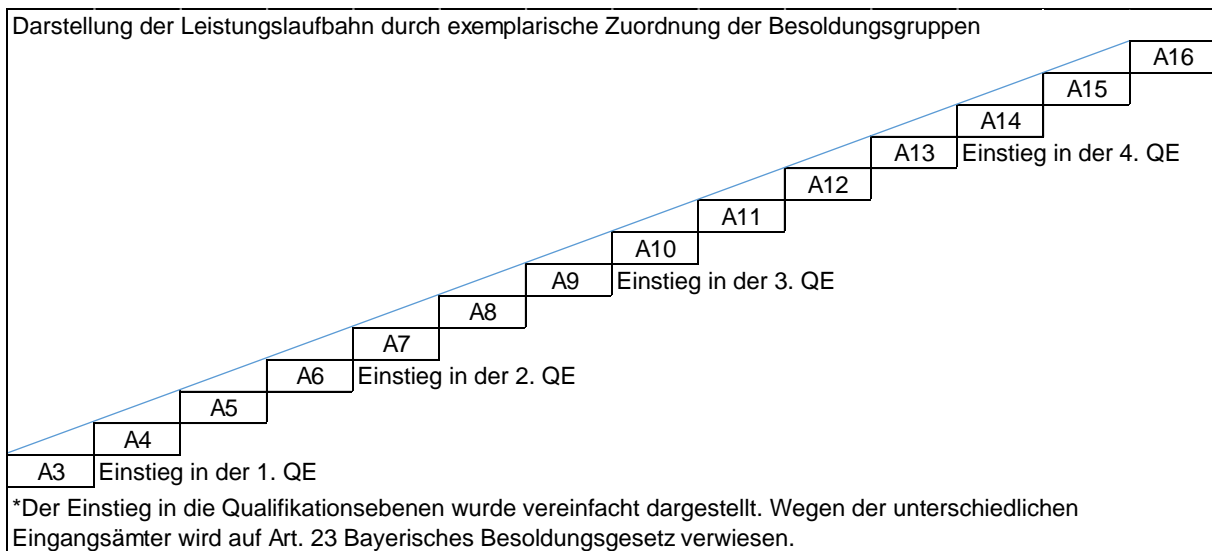 Darstellung der Leistungslaufbahn durch exemplarische Zuordnung der Besoldungsgruppen
A16
A15
A14
A13 Einstieg in der 4. QE
A12
A11
A10
A9 Einstieg in der 3. QE
A8
A7
A6 Einstieg in der 2. QE
A5
A4
A3 Einstieg in der 1. QE
*Der Einstieg in die Qualifikationsebenen wurde vereinfacht dargestellt. Wegen der unterschiedlichen
Eingangsämter wird auf Art. 23 Bayerisches Besoldungsgesetz verwiesen.